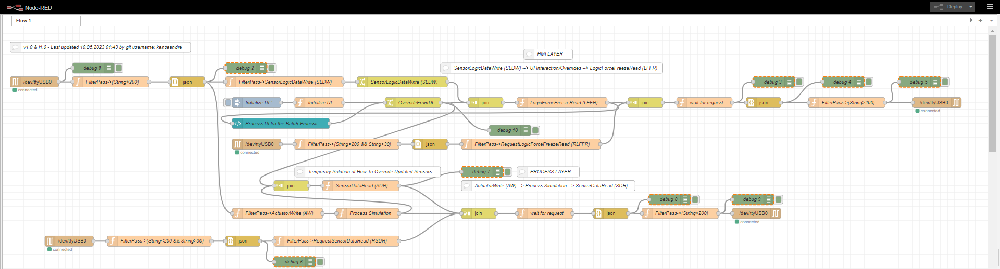 Node-RED
Deploy
Flow 1
v1.0 & i1.0 - Last updated 10.05.2023 01:43 by git username: kansaandre
HMI LAYER
debug 1
debug 2
SensorLogicDataWrite (SLDW) --> UI Interaction/Overrides --> LogicForceFreezeRead (LFFR)
/dev/ttyUSB0
connected
FilterPass->(String>200)
json
FilterPass->SensorLogicDataWrite (SLDW)
SensorLogicDataWrite (SLDW)
debug 3
debug 4
debug 5
Initialize UI ¹
Initialize UI
OverrideFromUI
join
LogicForceFreezeRead (LFFR)
join
wait for request
json
FilterPass->(String>200)
/dev/ttyUSB0
connected
Process UI for the Batch-Process
debug 10
/dev/ttyUSB0
connected
FilterPass->(String<200 && String>30)
json
FilterPass->RequestLogicForceFreezeRead (RLFFR)
Temporary Solution of How To Override Updated Sensors
debug 7
PROCESS LAYER
join
SensorDataRead (SDR)
ActuatorWrite (AW) --> Process Simulation --> SensorDataRead (SDR)
debug 8
debug 9
FilterPass->ActuatorWrite (AW)
Process Simulation
join
wait for request
json
FilterPass->(String>200)
/dev/ttyUSB0
connected
/dev/ttyUSB0
connected
FilterPass->(String<200 && String>30)
json
FilterPass->RequestSensorDataRead (RSDR)
debug 6